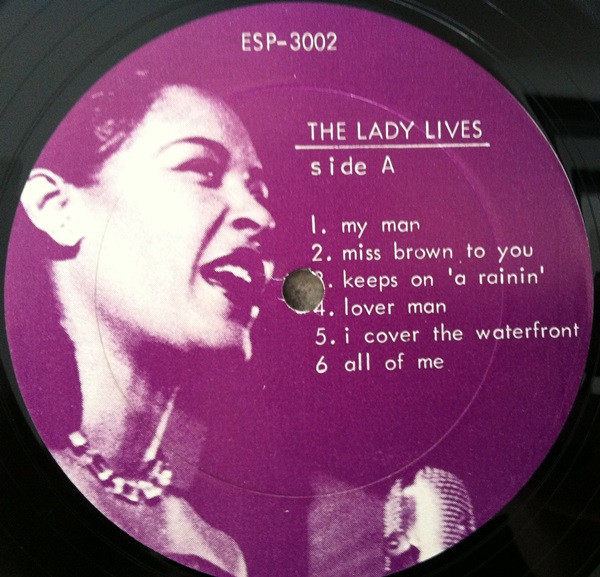 ESP-3002
THE LADY LIVES
side A
1. my man
2. miss brown to you
3. keeps on 'a rainin'
4. lover man
5. i cover the waterfront
6 all of me